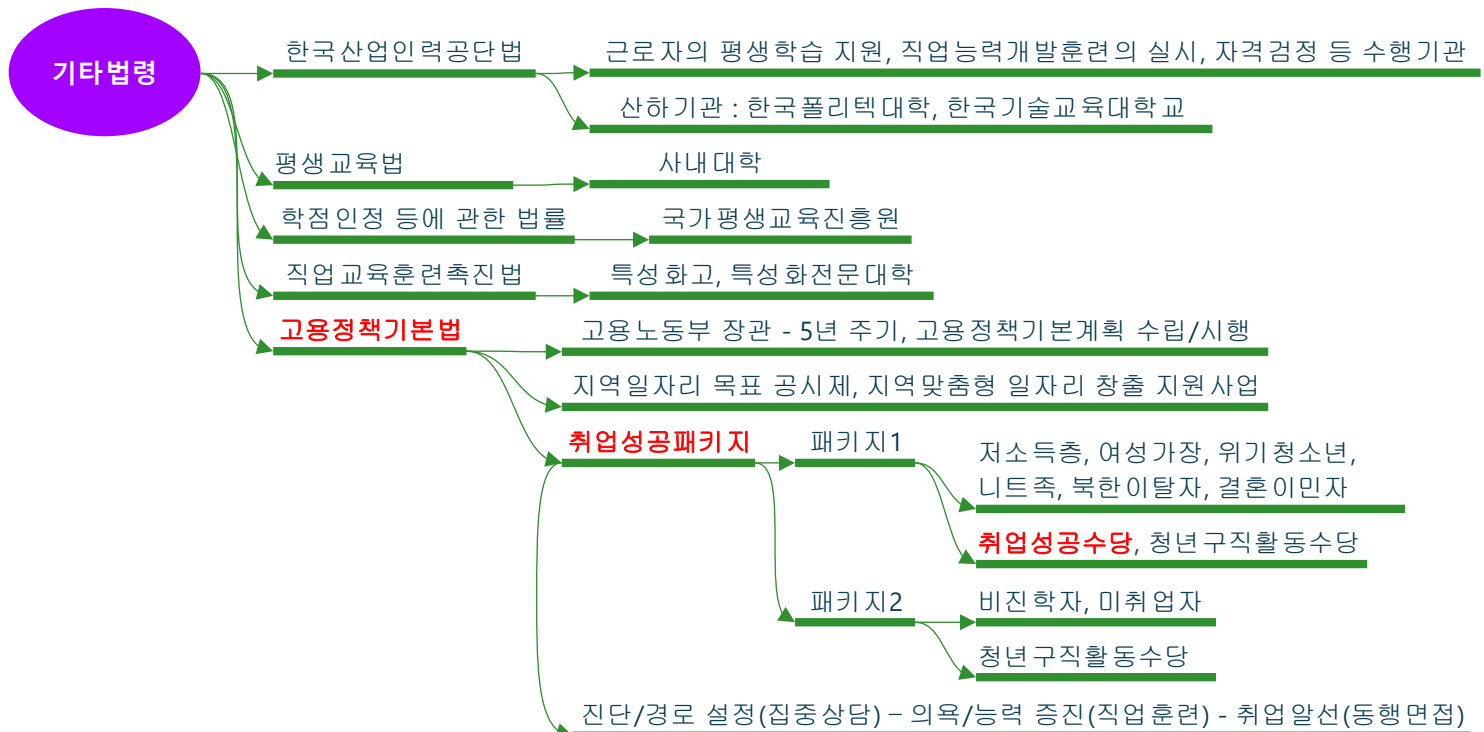 기타법령
한국산업인력공단법
근로자의 평생학습 지원, 직업능력개발훈련의 실시, 자격검정 등 수행기관
산하기관 : 한국폴리텍대학, 한국기술교육대학교
평생교육법
사내대학
학점인정 등에 관한 법률
국가평생교육진흥원
직업교육훈련촉진법
특성화고, 특성화전문대학
고용정책기본법
고용노동부 장관 - 5년 주기, 고용정책기본계획 수립/시행
지역일자리 목표 공시제, 지역맞춤형 일자리 창출 지원사업
취업성공패키지
패키지1
저소득층, 여성가장, 위기청소년,
니트족, 북한이탈자, 결혼이민자
취업성공수당, 청년구직활동수당
패키지2
비진학자, 미취업자
청년구직활동수당
진단/경로 설정(집중상담) – 의욕/능력 증진(직업훈련) - 취업알선(동행면접)